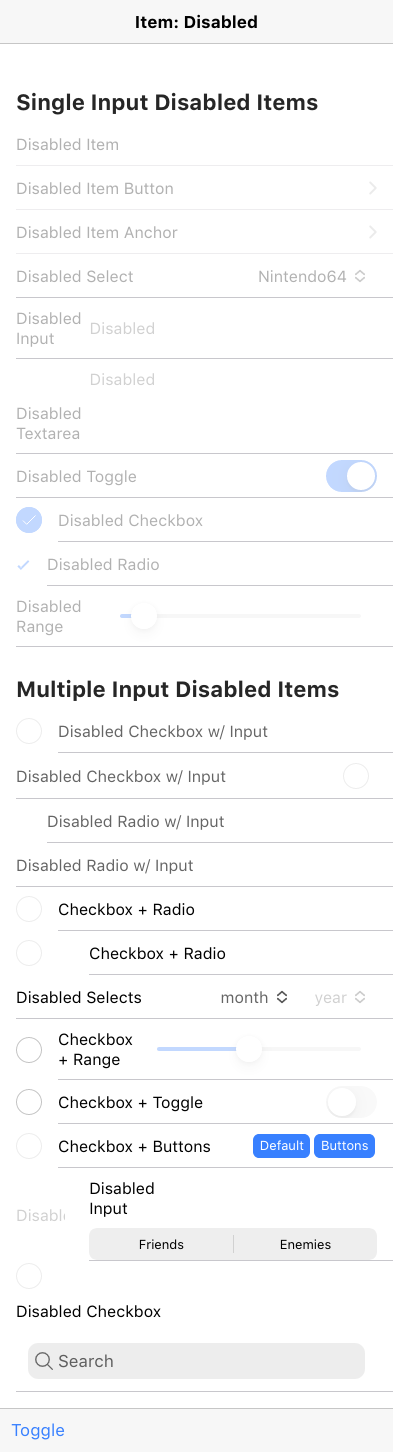 Item: Disabled
Single Input Disabled Items
Disabled Item
Disabled Item Button
Disabled Item Anchor
Disabled Select Nintendo64
Disabled
Input
Disabled
Disabled
Disabled
Textarea
Disabled Toggle
Disabled Checkbox
Disabled Radio
Disabled
Range
Multiple Input Disabled Items
Disabled Checkbox w/ Input
Disabled Checkbox w/ Input
Disabled Radio w/ Input
Disabled Radio w/ Input
Checkbox + Radio
Checkbox + Radio
Disabled Selects month year
Checkbox
+ Range
Checkbox + Toggle
Checkbox + Buttons Default Buttons
Disabled
Input
Friends Enemies
Disabled Checkbox
Search
Toggle